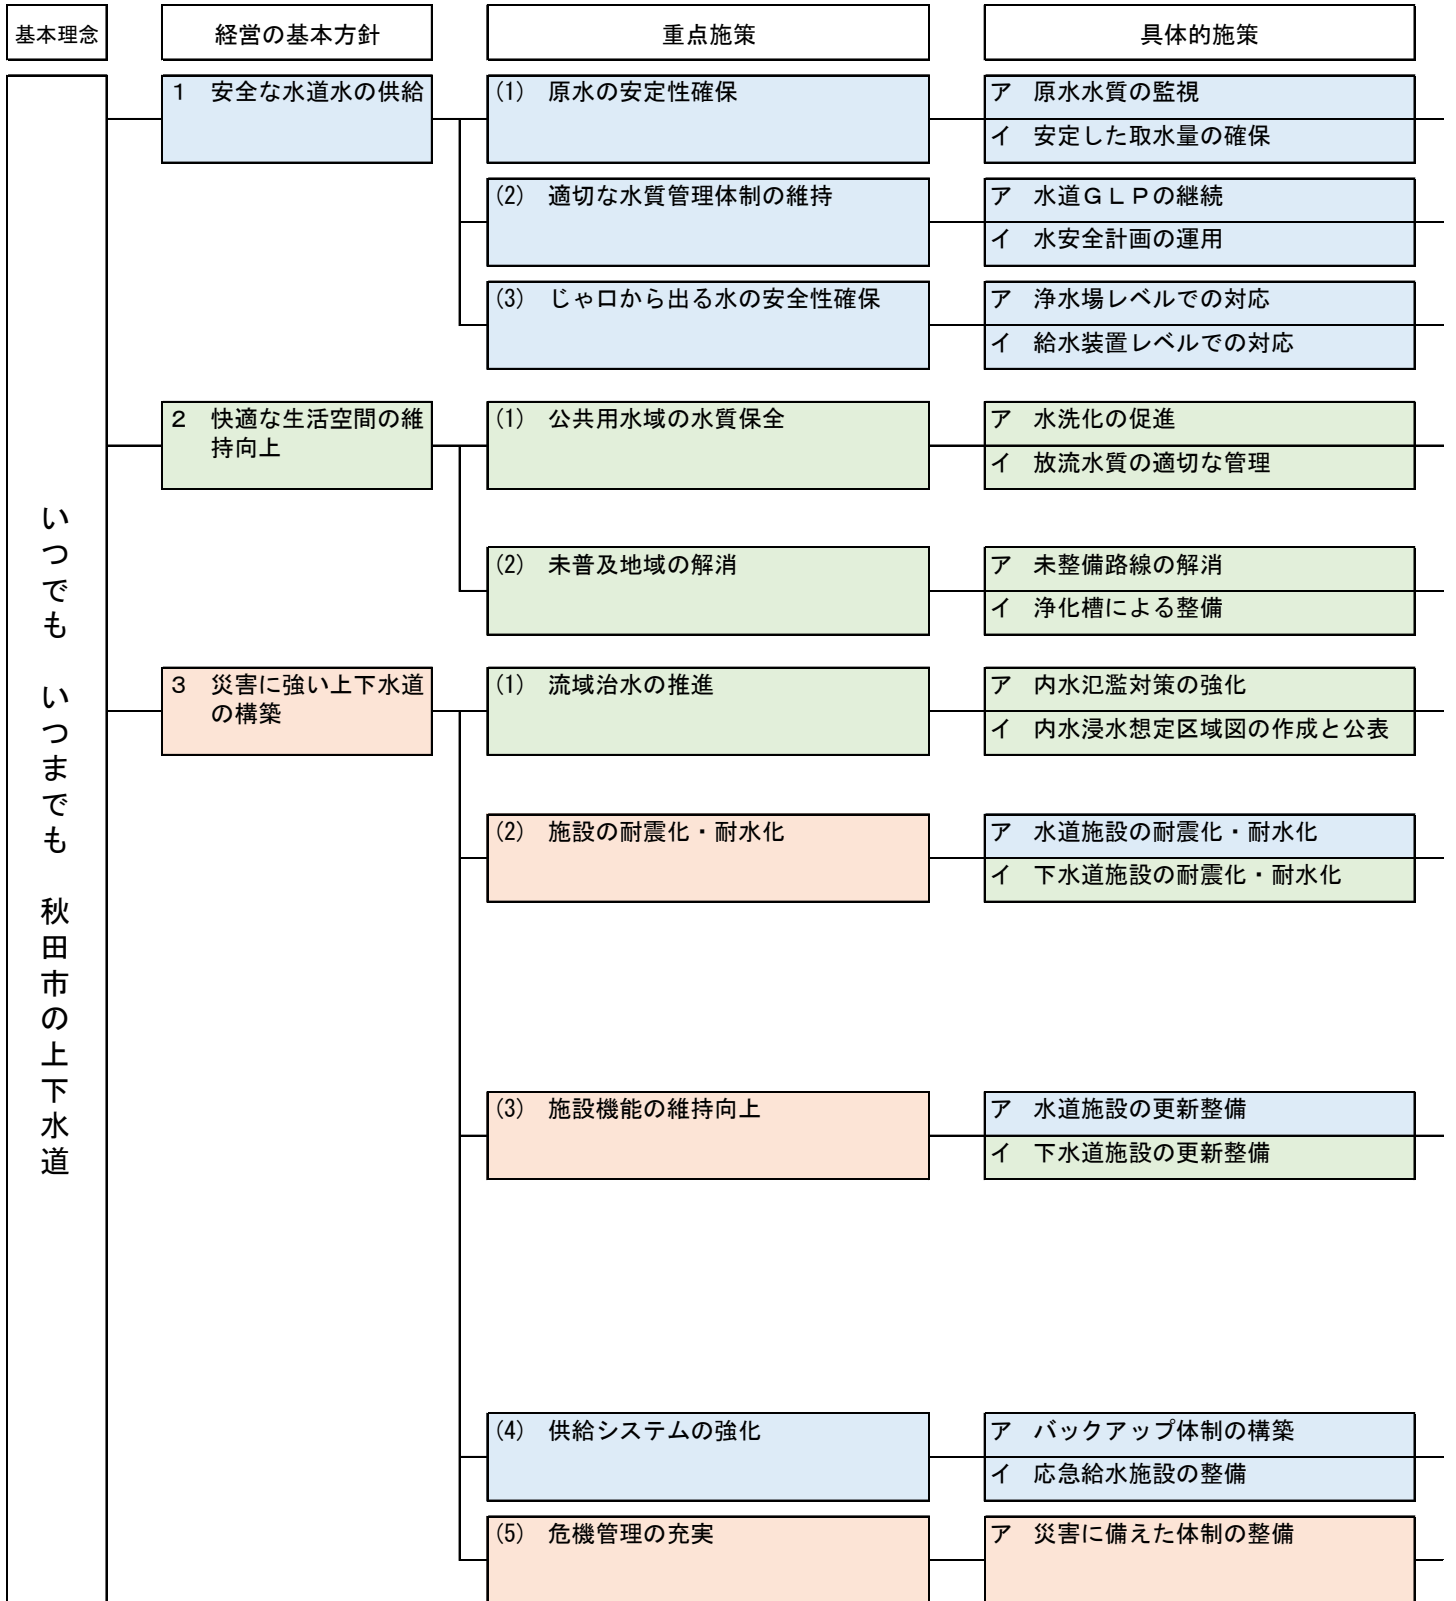 基本理念
経営の基本方針
重点施策
具体的施策
いつでも いつまでも 秋田市の上下水道
1 安全な水道水の供給
(1) 原水の安定性確保
ア 原水水質の監視
イ 安定した取水量の確保
(2) 適切な水質管理体制の維持
ア 水道ＧＬＰの継続
イ 水安全計画の運用
(3) じゃ口から出る水の安全性確保
ア 浄水場レベルでの対応
イ 給水装置レベルでの対応
2 快適な生活空間の維
持向上
(1) 公共用水域の水質保全
ア 水洗化の促進
イ 放流水質の適切な管理
(2) 未普及地域の解消
ア 未整備路線の解消
イ 浄化槽による整備
3 災害に強い上下水道
の構築
(1) 流域治水の推進
ア 内水氾濫対策の強化
イ 内水浸水想定区域図の作成と公表
(2) 施設の耐震化・耐水化
ア 水道施設の耐震化・耐水化
イ 下水道施設の耐震化・耐水化
(3) 施設機能の維持向上
ア 水道施設の更新整備
イ 下水道施設の更新整備
(4) 供給システムの強化
ア バックアップ体制の構築
イ 応急給水施設の整備
(5) 危機管理の充実
ア 災害に備えた体制の整備